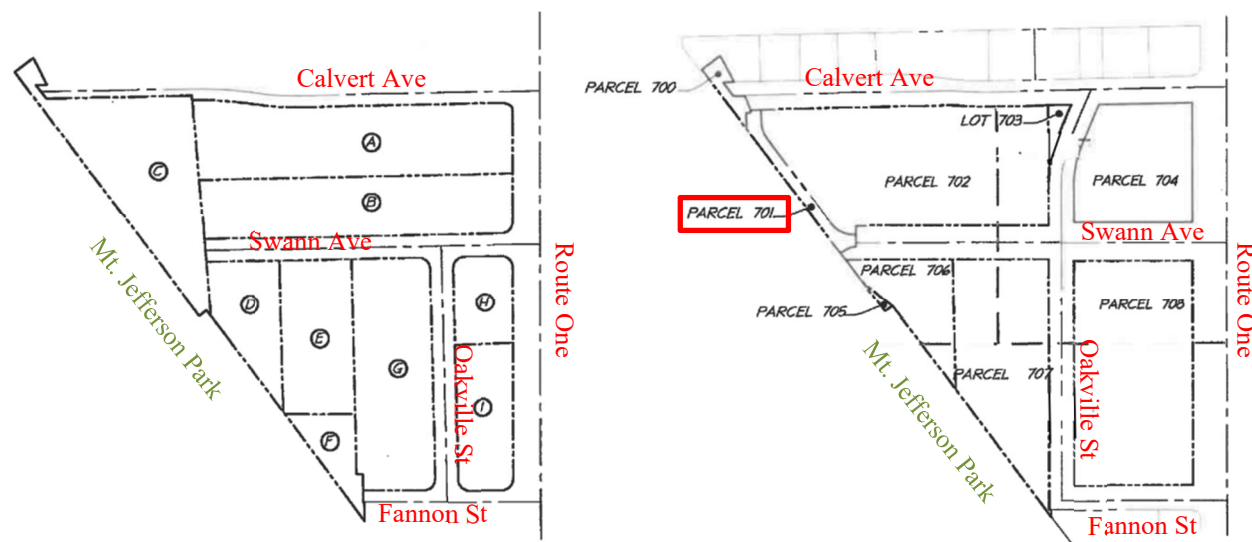 Calvert Ave
A
C
B
Swann Ave
Mt. Jefferson Park
Route One
D
H
E
G
Oakville St
I
F
Fannon St
PARCEL 700
Calvert Ave
LOT 703
PARCEL 702
PARCEL 704
PARCEL 701
Swann Ave
Route One
PARCEL 706
PARCEL 705
PARCEL 708
Mt. Jefferson Park
PARCEL 707
Oakville St
Fannon St